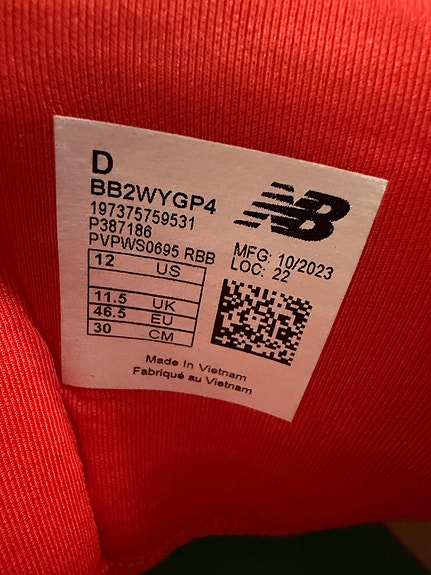 D
BB2WYGP4
197375759531
P387186
PVPWS0695 RBB
NB
MFG: 10/2023
LOC: 22
12 US
11.5 UK
46.5 EU
30 CM
Made In Vietnam
Fabriqué au Vietnam